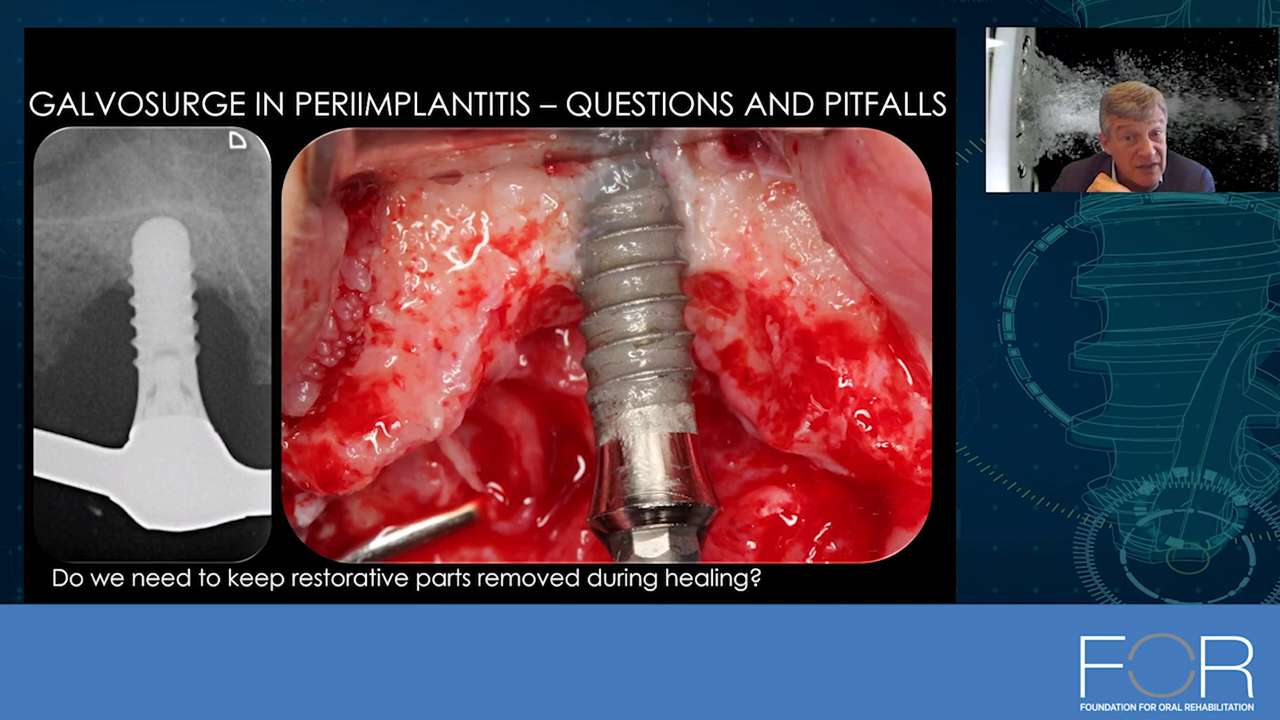 GALVOSURGE IN PERIIMPLANTITIS – QUESTIONS AND PITFALLS
D
Do we need to keep restorative parts removed during healing?
FOR
FOUNDATION FOR ORAL REHABILITATION